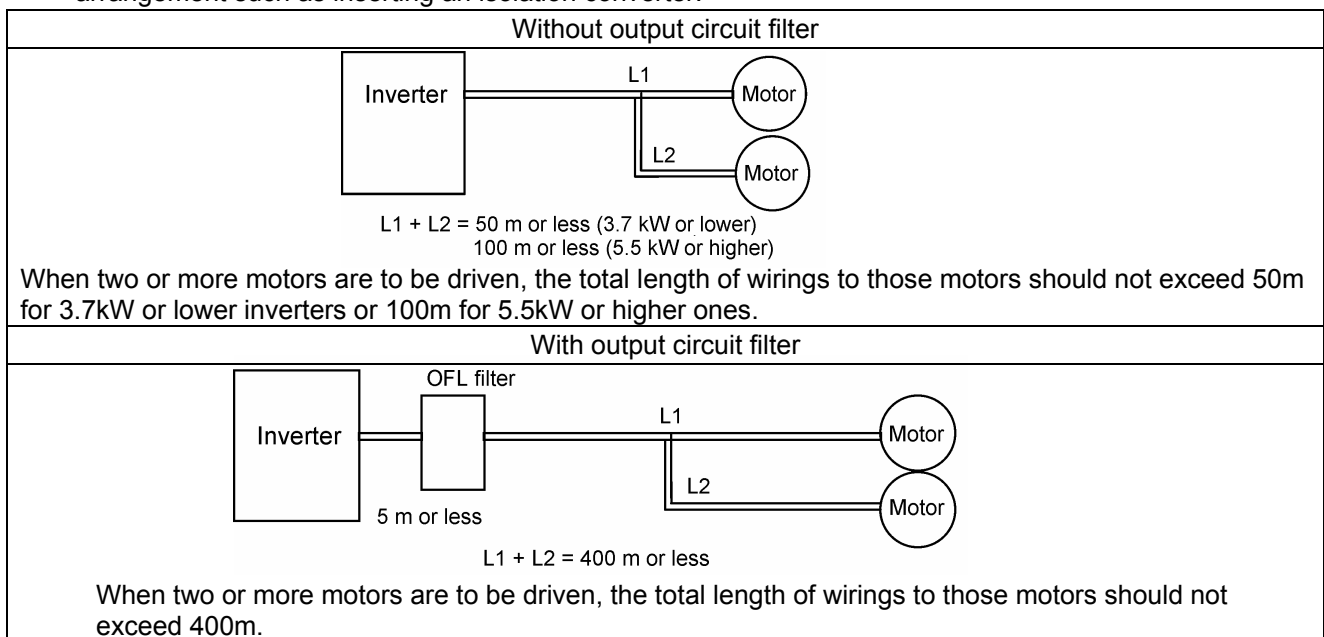 arrangement such as inserting an isolation converter.
Without output circuit filter
Inverter
L1
Motor
L2
Motor
L1 + L2 = 50 m or less (3.7 kW or lower)
100 m or less (5.5 kW or higher)
When two or more motors are to be driven, the total length of wirings to those motors should not exceed 50m
for 3.7kW or lower inverters or 100m for 5.5kW or higher ones.
With output circuit filter
OFL filter
Inverter
L1
Motor
L2
Motor
5 m or less
L1 + L2 = 400 m or less
When two or more motors are to be driven, the total length of wirings to those motors should not
exceed 400m.